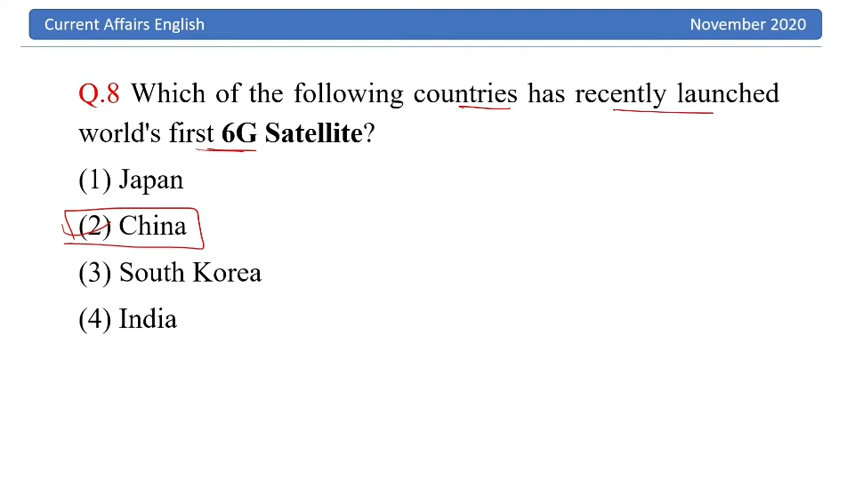 Current Affairs English
November 2020
Q.8 Which of the following countries has recently launched
world's first 6G Satellite?
(1) Japan
(2) China
(3) South Korea
(4) India